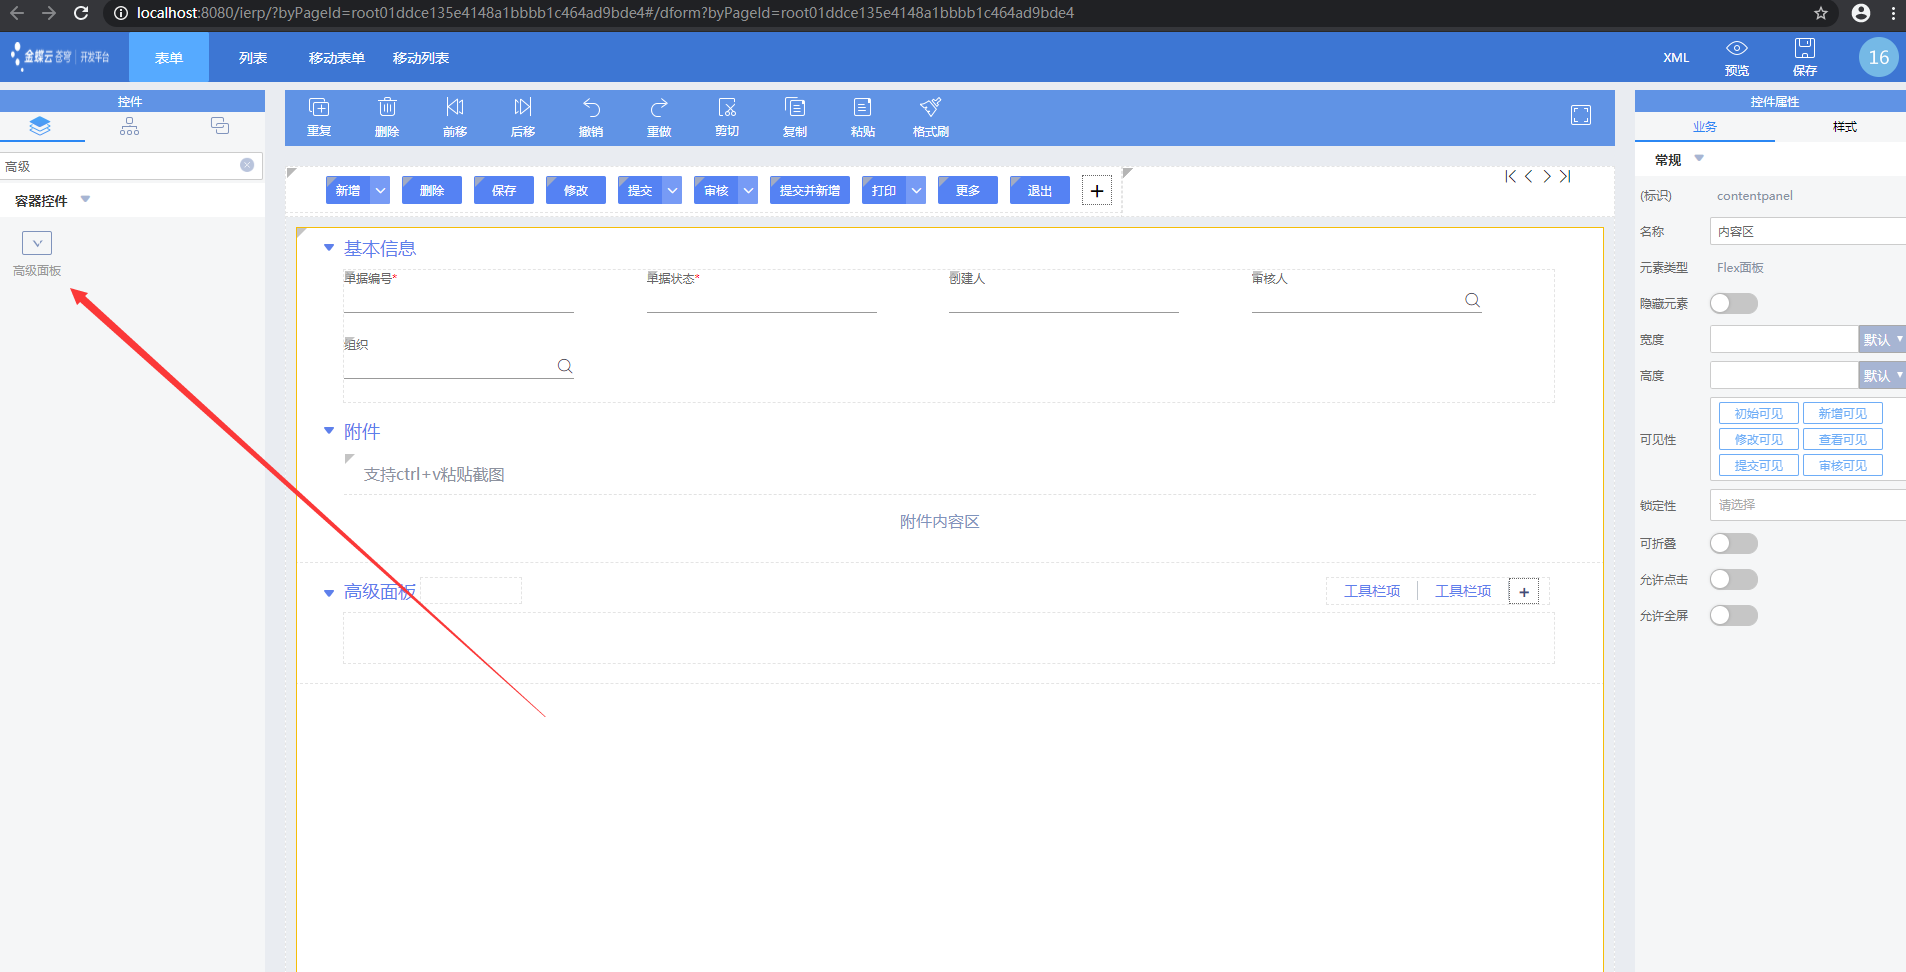 localhost:8080/ierp/?byPageId=root01ddce135e4148a1bbbb1c464ad9bde4#/dform?byPageId=root01ddce135e4148a1bbbb1c464ad9bde4
金蝶云 苍穹 | 开发平台
表单 列表 移动表单 移动列表
XML 预览 保存 16
控件
高级
容器控件
高级面板
重复 删除 前移 后移 撤销 重做 剪切 复制 粘贴 格式刷
新增 删除 保存 修改 提交 审核 提交并新增 打印 更多 退出 +
基本信息
单据编号* 单据状态* 创建人 审核人
组织
附件
支持ctrl+v粘贴截图
附件内容区
高级面板 工具栏项 工具栏项 +
控件属性
业务 样式
常规
(标识) contentpanel
名称 内容区
元素类型 Flex面板
隐藏元素
宽度 默认
高度 默认
可见性 初始可见 新增可见
修改可见 查看可见
提交可见 审核可见
锁定性 请选择
可折叠
允许点击
允许全屏